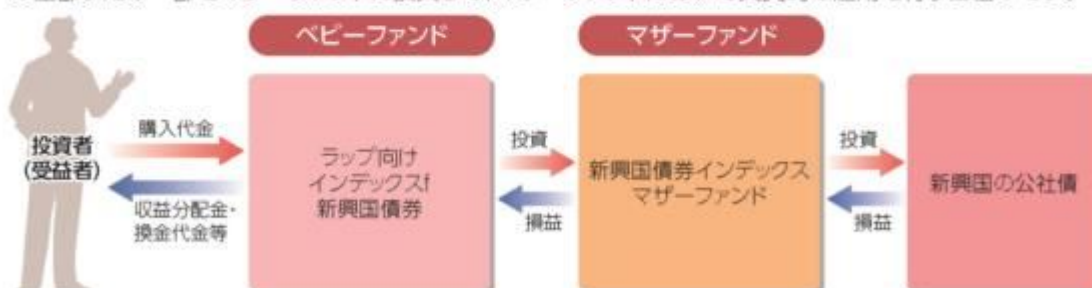 ベビーファンド
マザーファンド
投資者
(受益者)
購入代金
収益分配金・
換金代金等
ラップ向け
インデックスf
新興国債券
投資
損益
新興国債券インデックス
マザーファンド
投資
損益
新興国の公社債